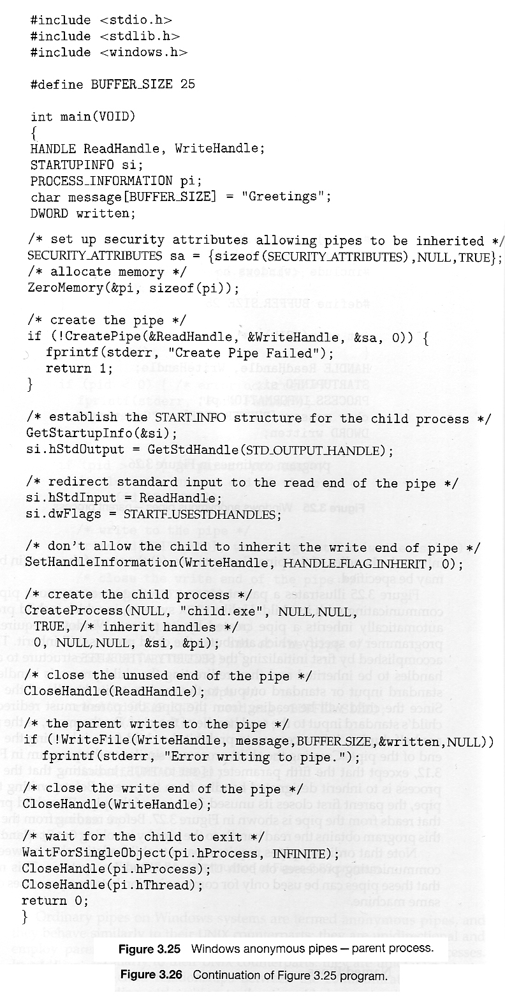 #include <stdio.h>
#include <stdlib.h>
#include <windows.h>
#define BUFFER_SIZE 25
int main(VOID)
{
HANDLE ReadHandle, WriteHandle;
STARTUPINFO si;
PROCESS_INFORMATION pi;
char message[BUFFER_SIZE] = "Greetings";
DWORD written;
/* set up security attributes allowing pipes to be inherited */
SECURITY_ATTRIBUTES sa = {sizeof(SECURITY_ATTRIBUTES),NULL,TRUE};
/* allocate memory */
ZeroMemory(&pi, sizeof(pi));
/* create the pipe */
if (!CreatePipe(&ReadHandle, &WriteHandle, &sa, 0)) {
fprintf(stderr, "Create Pipe Failed");
return 1;
}
/* establish the START_INFO structure for the child process */
GetStartupInfo(&si);
si.hStdOutput = GetStdHandle(STD_OUTPUT_HANDLE);
/* redirect standard input to the read end of the pipe */
si.hStdInput = ReadHandle;
si.dwFlags = STARTF_USESTDHANDLES;
/* don't allow the child to inherit the write end of pipe */
SetHandleInformation(WriteHandle, HANDLE_FLAG_INHERIT, 0);
/* create the child process */
CreateProcess(NULL, "child.exe", NULL, NULL,
TRUE, /* inherit handles */
0, NULL, NULL, &si, &pi);
/* close the unused end of the pipe */
CloseHandle(ReadHandle);
/* the parent writes to the pipe */
if (!WriteFile(WriteHandle, message,BUFFER_SIZE,&written,NULL))
fprintf(stderr, "Error writing to pipe.");
/* close the write end of the pipe */
CloseHandle(WriteHandle);
/* wait for the child to exit */
WaitForSingleObject(pi.hProcess, INFINITE);
CloseHandle(pi.hProcess);
CloseHandle(pi.hThread);
return 0;
}
Figure 3.25 Windows anonymous pipes — parent process.
Figure 3.26 Continuation of Figure 3.25 program.